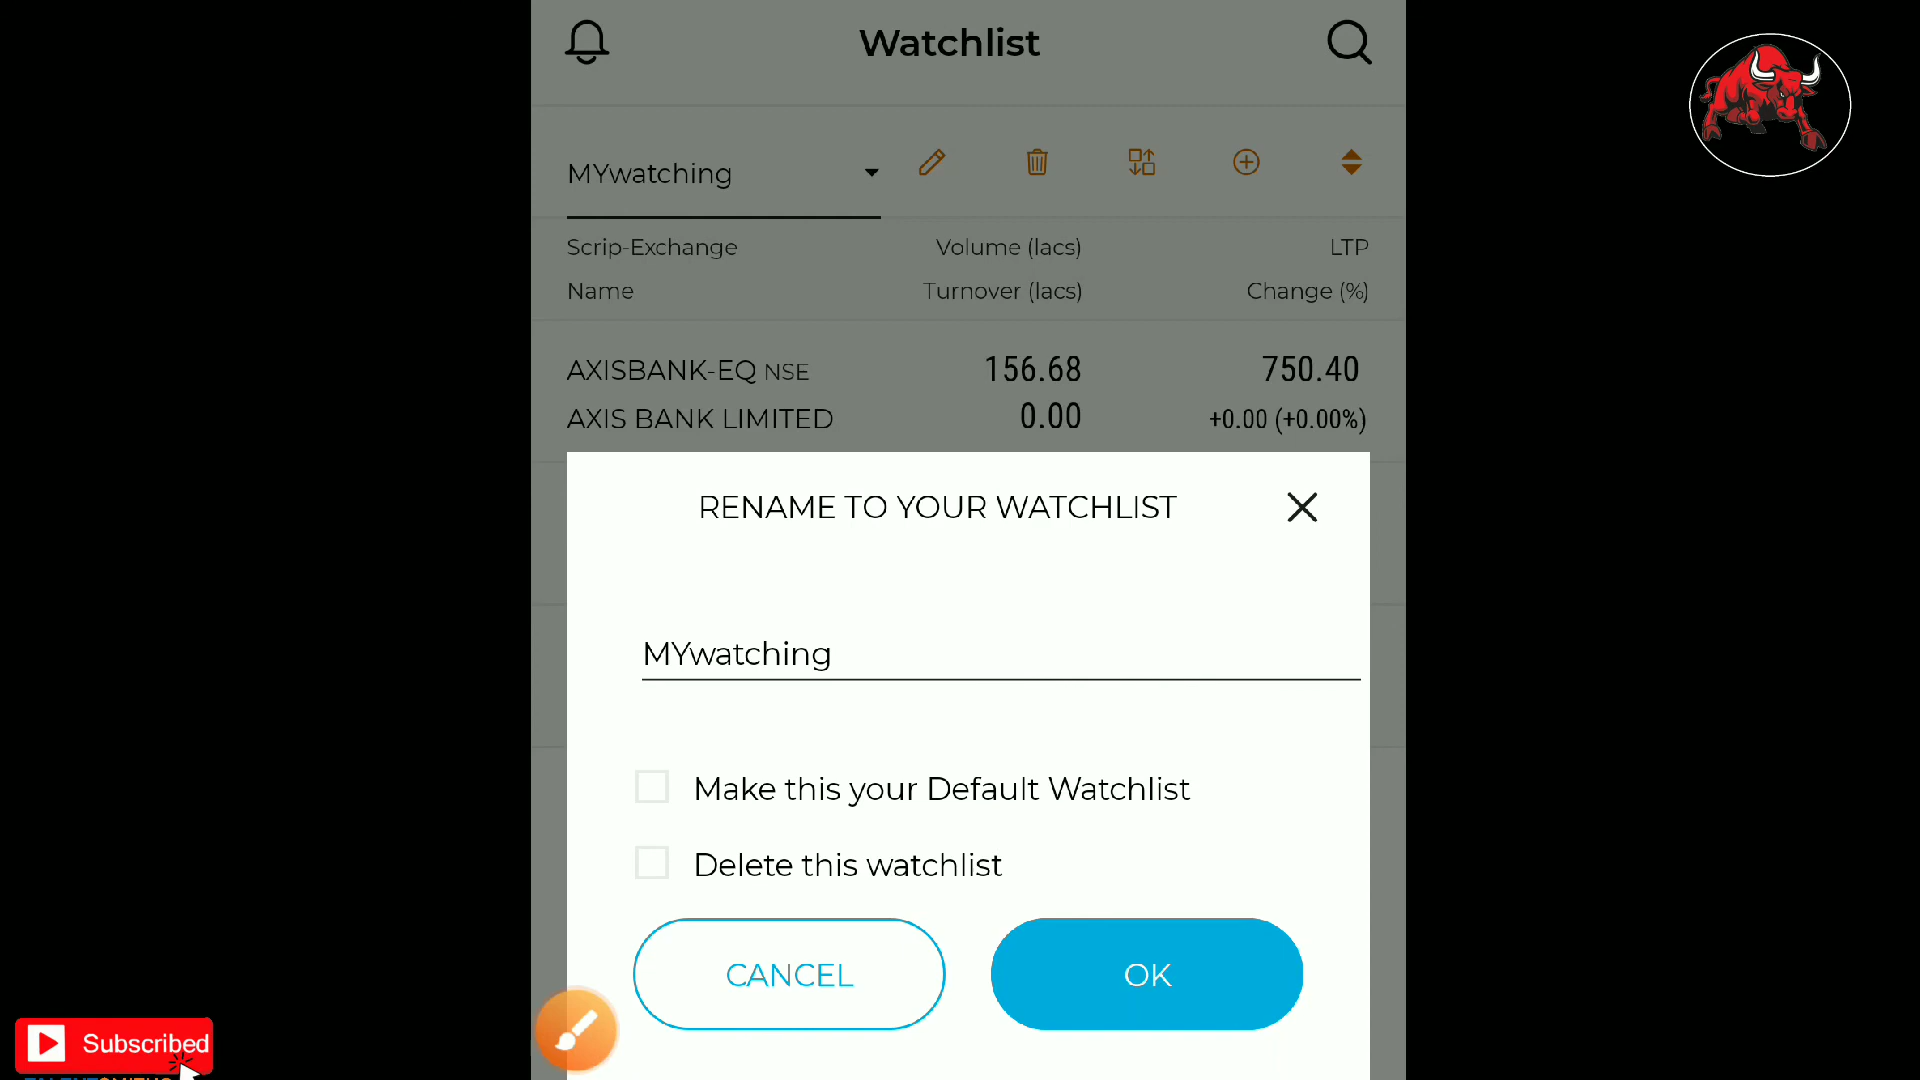 Watchlist
MYwatching
Scrip-Exchange Volume (lacs) LTP
Name Turnover (lacs) Change (%)
AXISBANK-EQ NSE 156.68 750.40
AXIS BANK LIMITED 0.00 +0.00 (+0.00%)
RENAME TO YOUR WATCHLIST
MYwatching
Make this your Default Watchlist
Delete this watchlist
CANCEL OK
Subscribed